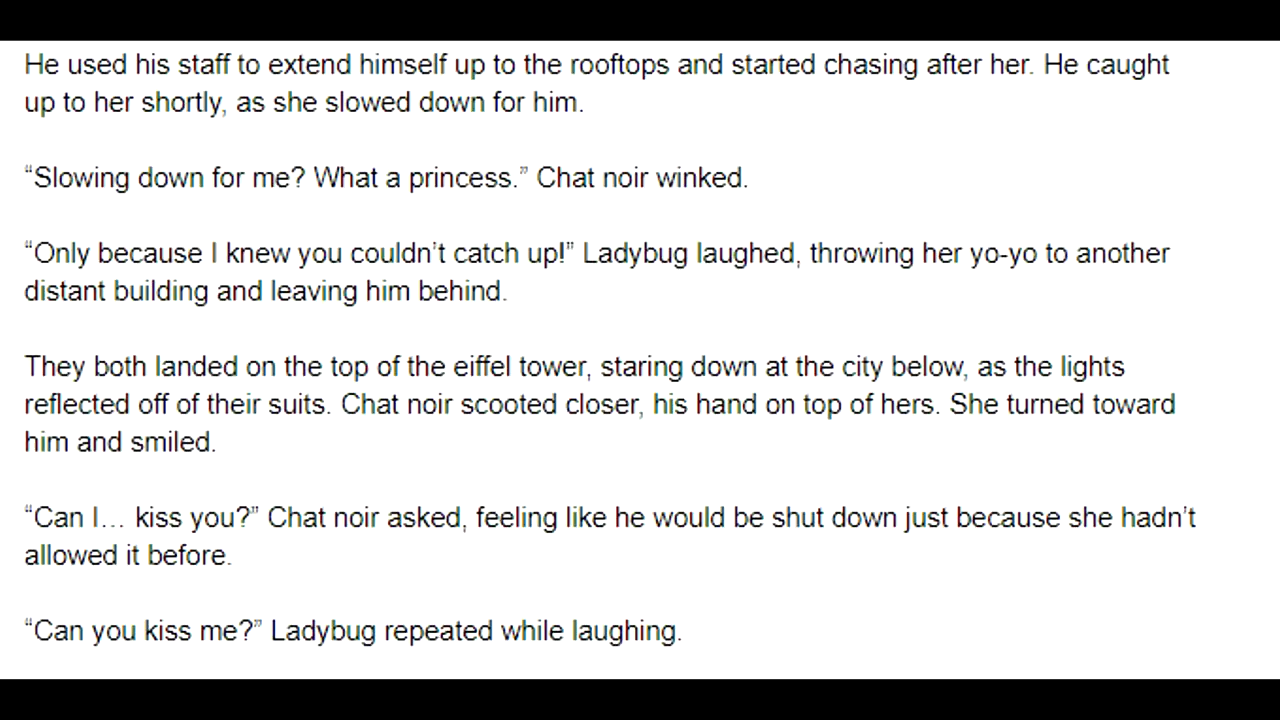 He used his staff to extend himself up to the rooftops and started chasing after her. He caught
up to her shortly, as she slowed down for him.
“Slowing down for me? What a princess.” Chat noir winked.
“Only because I knew you couldn’t catch up!” Ladybug laughed, throwing her yo-yo to another
distant building and leaving him behind.
They both landed on the top of the eiffel tower, staring down at the city below, as the lights
reflected off of their suits. Chat noir scooted closer, his hand on top of hers. She turned toward
him and smiled.
“Can I… kiss you?” Chat noir asked, feeling like he would be shut down just because she hadn’t
allowed it before.
“Can you kiss me?” Ladybug repeated while laughing.